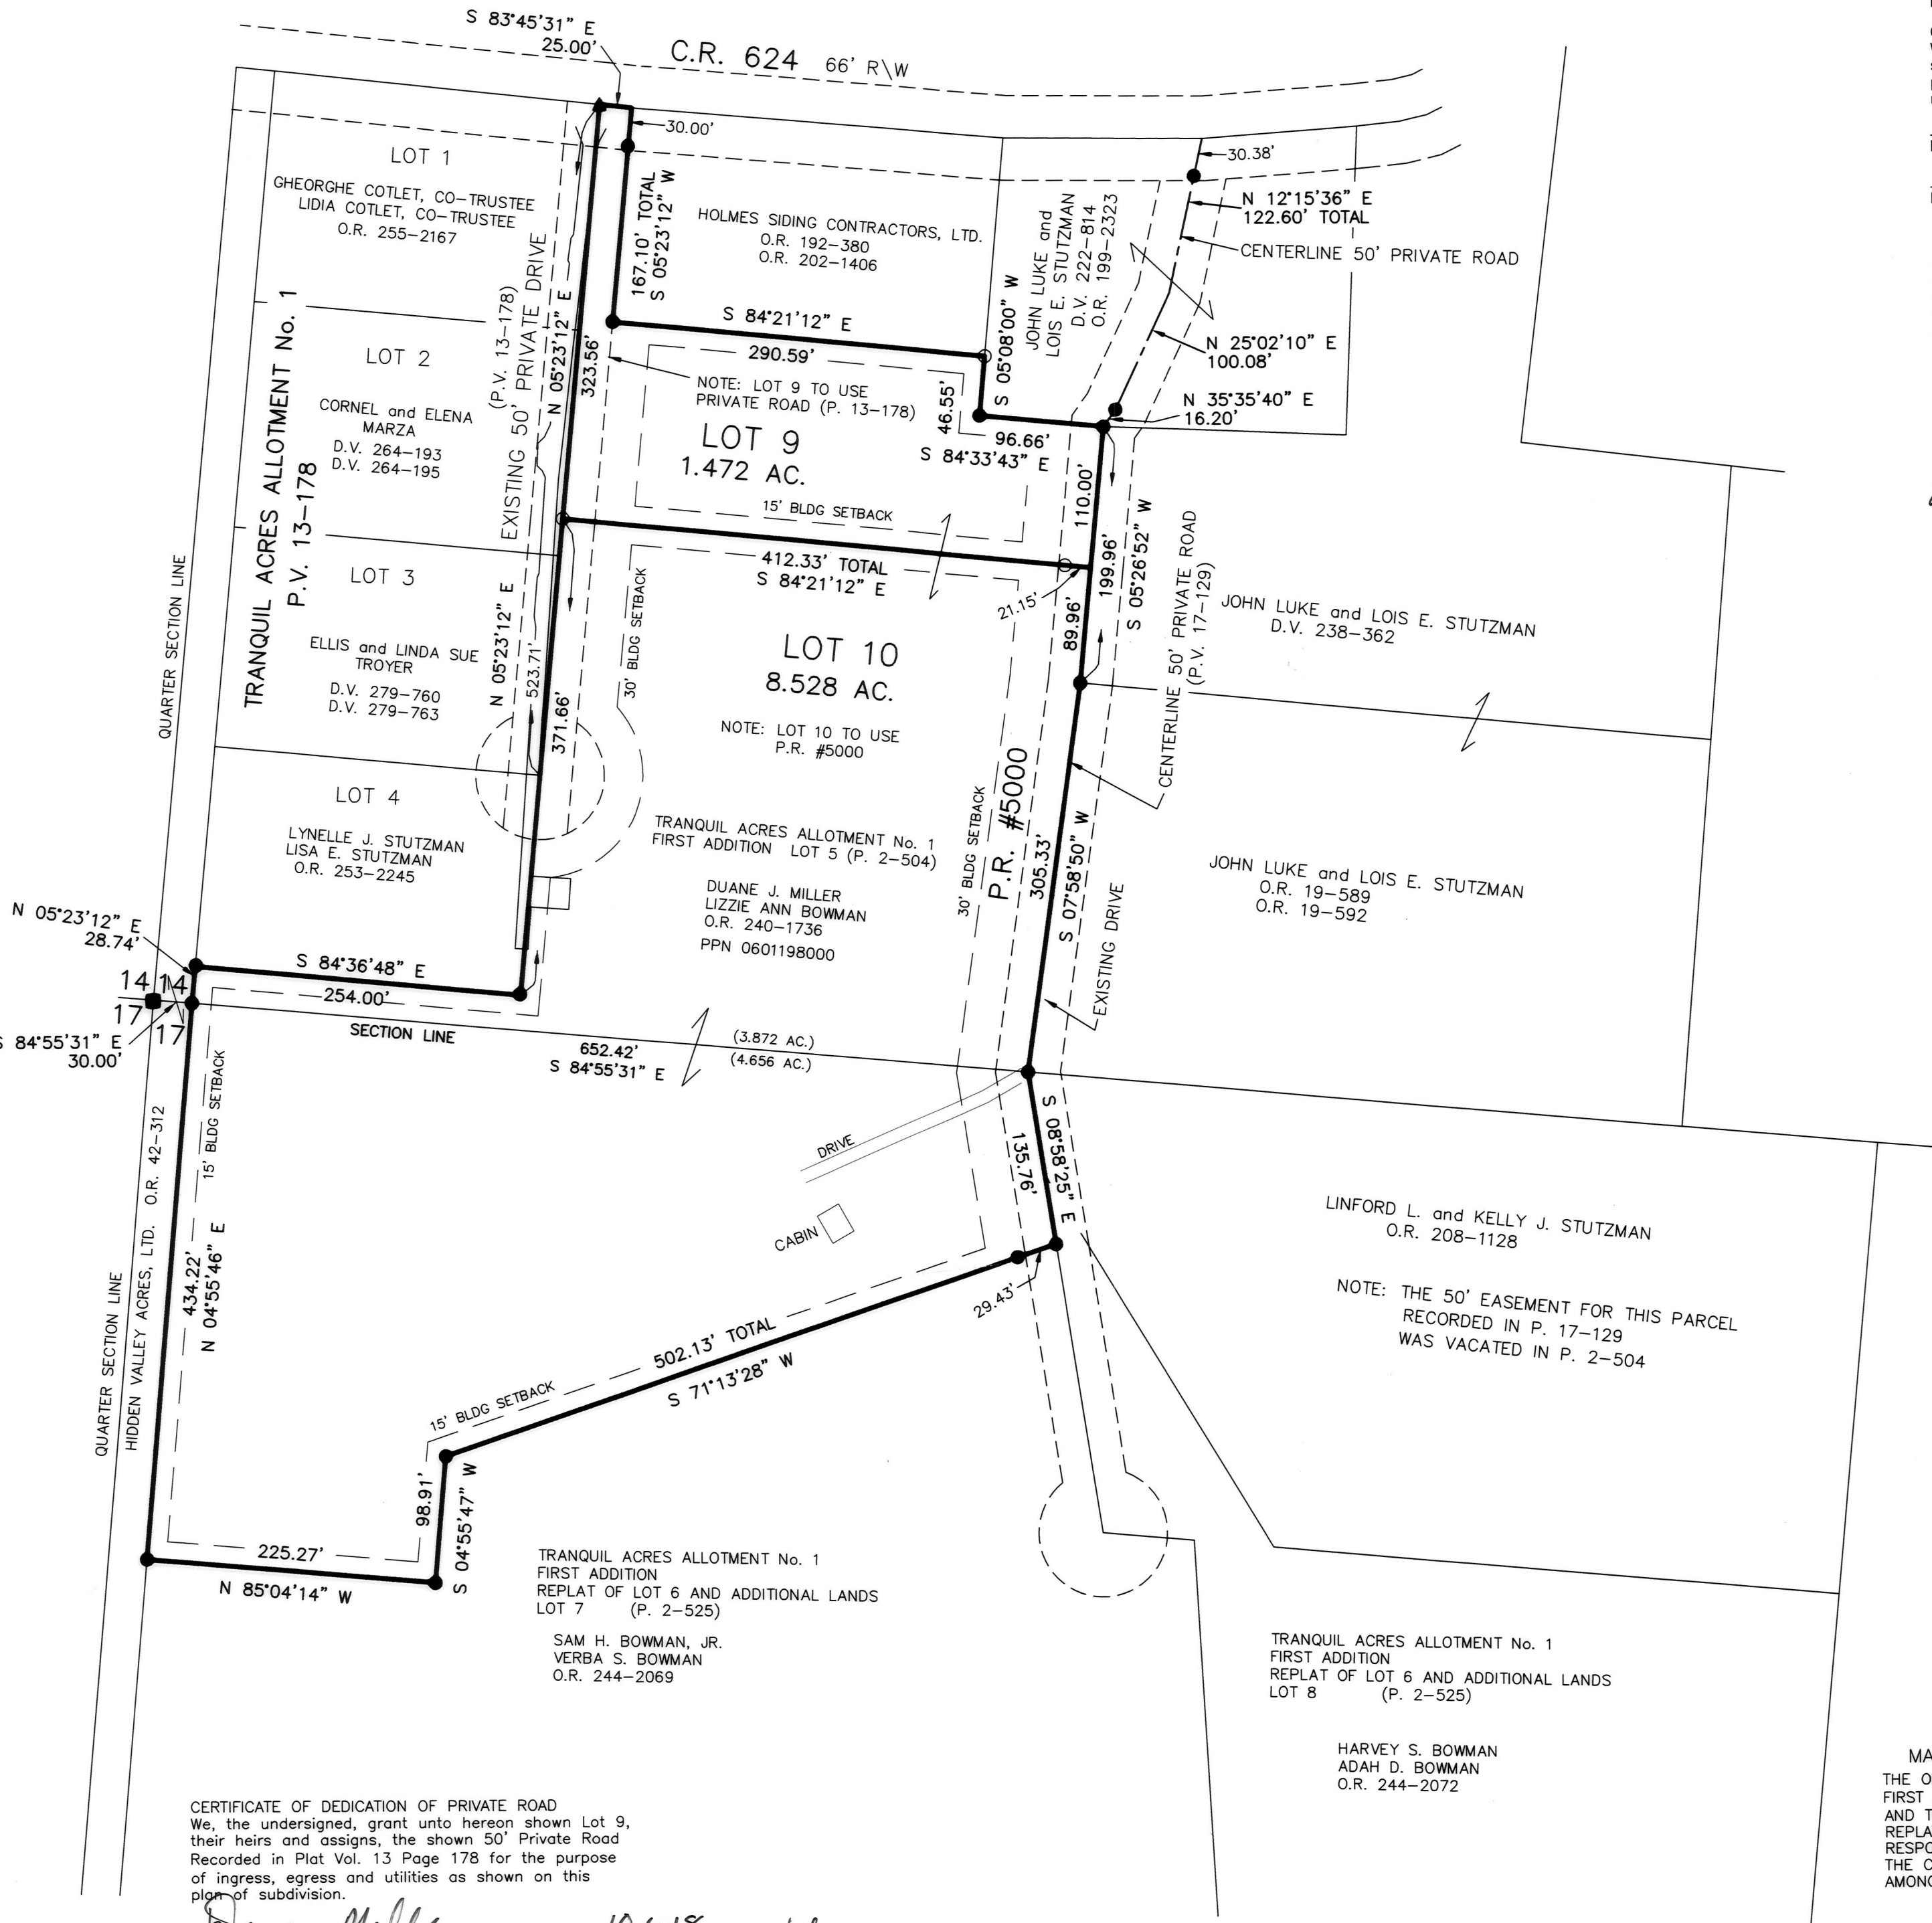 S 83°45'31" E
25.00'
C.R. 624 66' R\W
30.00'
30.38'
LOT 1
GHEORGHE COTLET, CO-TRUSTEE
LIDIA COTLET, CO-TRUSTEE
O.R. 255-2167
167.10' TOTAL
S 05°23'12" W
HOLMES SIDING CONTRACTORS, LTD.
O.R. 192-380
O.R. 202-1406
JOHN LUKE and
LOIS E. STUTZMAN
D.V. 222-814
O.R. 199-2323
N 12°15'36" E
122.60' TOTAL
CENTERLINE 50' PRIVATE ROAD
TRANQUIL ACRES ALLOTMENT No. 1
P.V. 13-178
EXISTING 50' PRIVATE DRIVE
(P.V. 13-178)
N 05°23'12" E
323.56'
S 84°21'12" E
290.59'
S 05°08'00" W
46.55'
N 25°02'10" E
100.08'
N 35°35'40" E
16.20'
LOT 2
CORNEL and ELENA
MARZA
D.V. 264-193
D.V. 264-195
NOTE: LOT 9 TO USE
PRIVATE ROAD (P. 13-178)
LOT 9
1.472 AC.
96.66'
S 84°33'43" E
15' BLDG SETBACK
110.00'
412.33' TOTAL
S 84°21'12" E
21.15'
199.96'
S 05°26'52" W
89.96'
QUARTER SECTION LINE
LOT 3
ELLIS and LINDA SUE
TROYER
D.V. 279-760
D.V. 279-763
N 05°23'12" E
523.71'
371.66'
30' BLDG SETBACK
LOT 10
8.528 AC.
NOTE: LOT 10 TO USE
P.R. #5000
CENTERLINE 50' PRIVATE ROAD
(P.V. 17-129)
JOHN LUKE and LOIS E. STUTZMAN
D.V. 238-362
LOT 4
LYNELLE J. STUTZMAN
LISA E. STUTZMAN
O.R. 253-2245
TRANQUIL ACRES ALLOTMENT No. 1
FIRST ADDITION LOT 5 (P. 2-504)
DUANE J. MILLER
LIZZIE ANN BOWMAN
O.R. 240-1736
PPN 0601198000
30' BLDG SETBACK
P.R. #5000
305.33'
S 07°58'50" W
EXISTING DRIVE
JOHN LUKE and LOIS E. STUTZMAN
O.R. 19-589
O.R. 19-592
N 05°23'12" E
28.74'
14 14
17 17
S 84°55'31" E
30.00'
S 84°36'48" E
254.00'
SECTION LINE
652.42'
S 84°55'31" E
(3.872 AC.)
(4.656 AC.)
15' BLDG SETBACK
QUARTER SECTION LINE
HIDDEN VALLEY ACRES, LTD. O.R. 42-312
434.22'
N 04°55'46" E
DRIVE
CABIN
S 08°58'25" E
135.76'
29.43'
502.13' TOTAL
S 71°13'28" W
15' BLDG SETBACK
LINFORD L. and KELLY J. STUTZMAN
O.R. 208-1128
NOTE: THE 50' EASEMENT FOR THIS PARCEL
RECORDED IN P. 17-129
WAS VACATED IN P. 2-504
98.91'
S 04°55'47" W
225.27'
N 85°04'14" W
TRANQUIL ACRES ALLOTMENT No. 1
FIRST ADDITION
REPLAT OF LOT 6 AND ADDITIONAL LANDS
LOT 7 (P. 2-525)
SAM H. BOWMAN, JR.
VERBA S. BOWMAN
O.R. 244-2069
TRANQUIL ACRES ALLOTMENT No. 1
FIRST ADDITION
REPLAT OF LOT 6 AND ADDITIONAL LANDS
LOT 8 (P. 2-525)
HARVEY S. BOWMAN
ADAH D. BOWMAN
O.R. 244-2072
CERTIFICATE OF DEDICATION OF PRIVATE ROAD
We, the undersigned, grant unto hereon shown Lot 9,
their heirs and assigns, the shown 50' Private Road
Recorded in Plat Vol. 13 Page 178 for the purpose
of ingress, egress and utilities as shown on this
plan of subdivision.
THE O
FIRST
AND T
REPLA
RESPO
THE C
AMONG